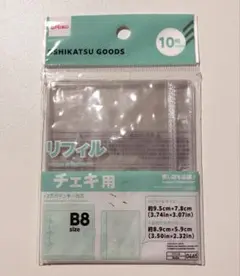 10枚
OSHIKATSU GOODS
リフィル
チェキ用
B8
size
約9.5cm×7.8cm
(3.74in×3.07in)
約8.9cm×5.9cm
(3.50in×2.32in)